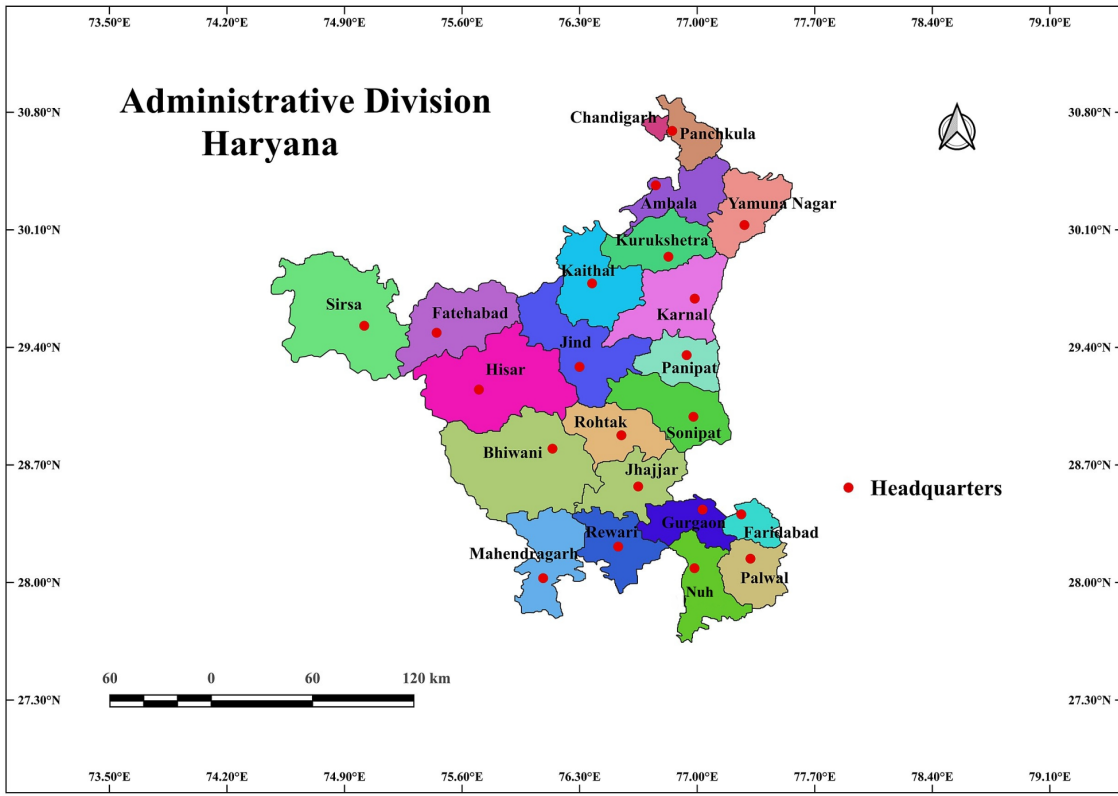 73.50°E 74.20°E 74.90°E 75.60°E 76.30°E 77.00°E 77.70°E 78.40°E 79.10°E
Administrative Division
Haryana
30.80°N 30.80°N
30.10°N 30.10°N
29.40°N 29.40°N
28.70°N 28.70°N
28.00°N 28.00°N
27.30°N 27.30°N
Chandigarh
Panchkula
Ambala
Yamuna Nagar
Kurukshetra
Kaithal
Sirsa
Fatehabad
Karnal
Jind
Hisar
Panipat
Rohtak
Sonipat
Bhiwani
Jhajjar
Headquarters
Gurgaon
Rewari
Faridabad
Mahendragarh
Palwal
Nuh
60 0 60 120 km
73.50°E 74.20°E 74.90°E 75.60°E 76.30°E 77.00°E 77.70°E 78.40°E 79.10°E